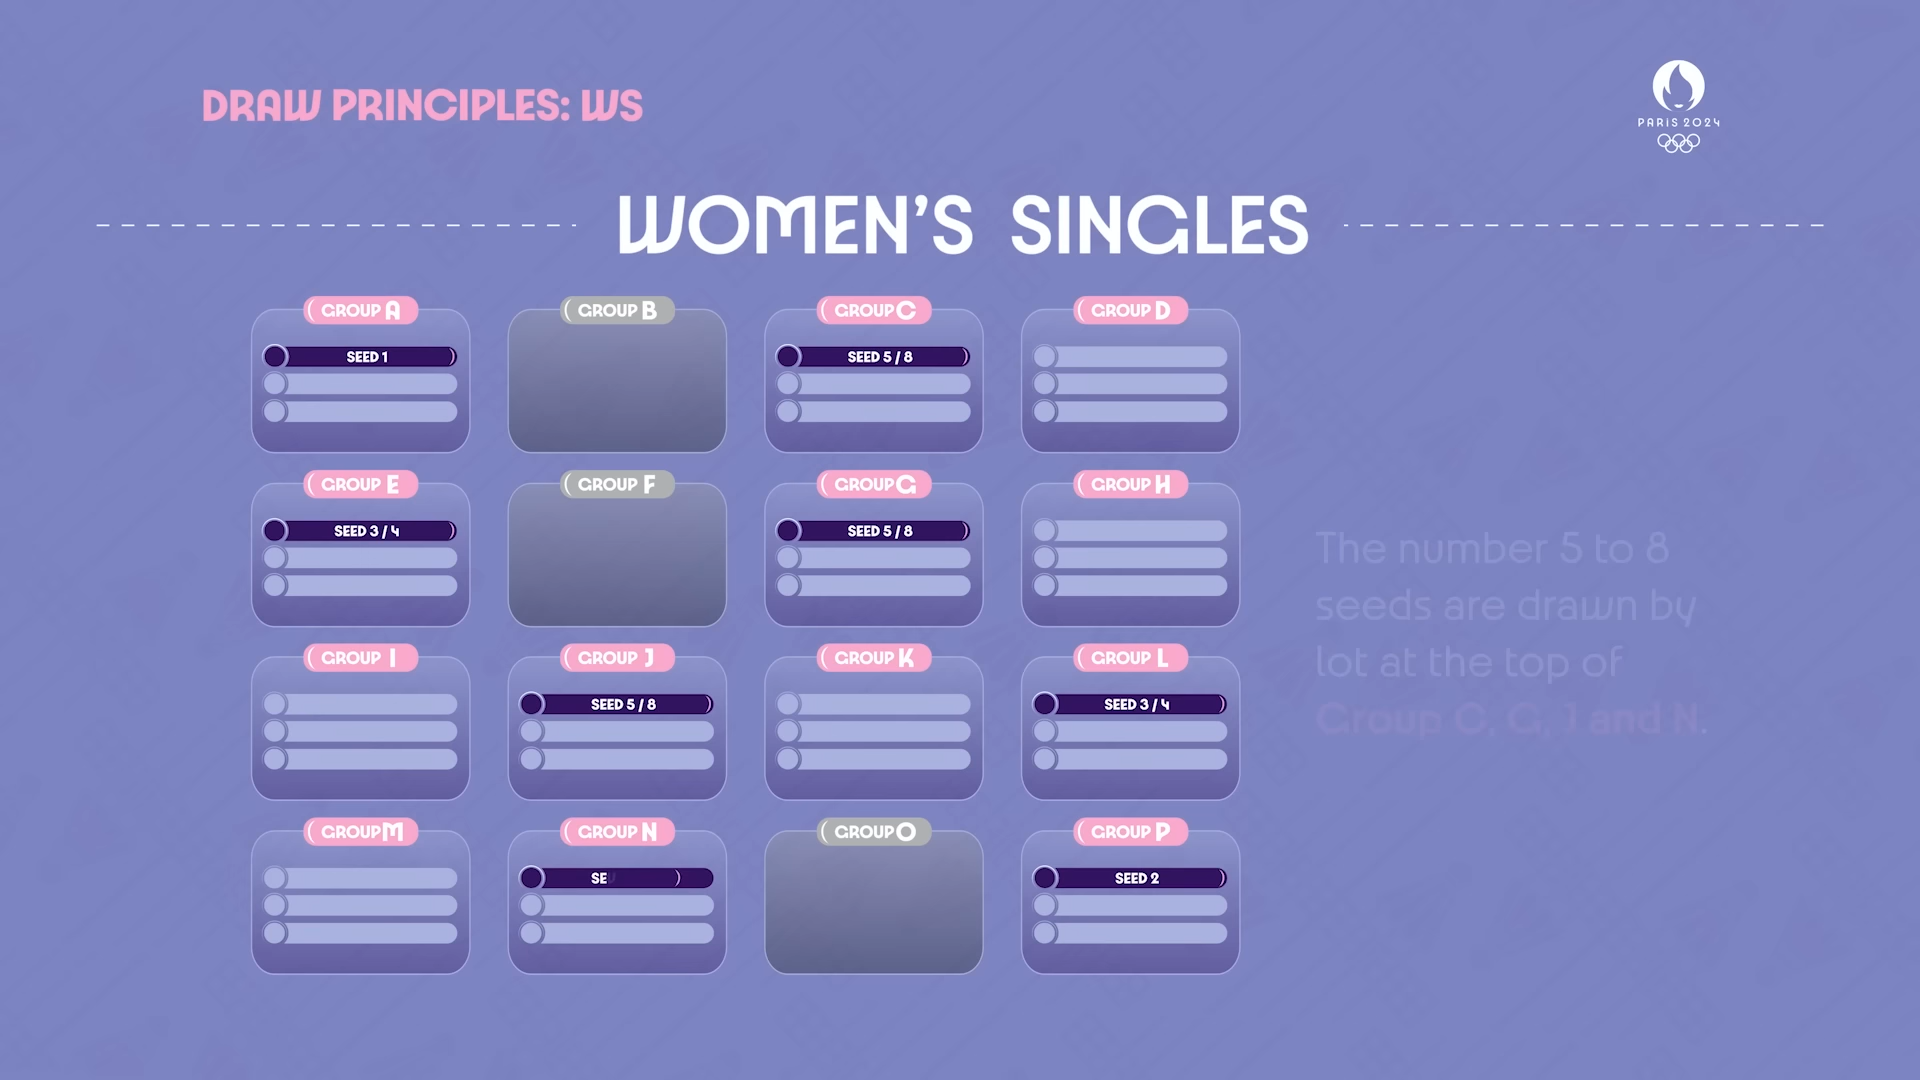 DRAW PRINCIPLES: WS
PARIS 2024
WOMEN'S SINGLES
GROUP A
SEED 1
GROUP B
GROUP C
SEED 5 / 8
GROUP D
GROUP E
SEED 3 / 4
GROUP F
GROUP G
SEED 5 / 8
GROUP H
GROUP I
GROUP J
SEED 5 / 8
GROUP K
GROUP L
SEED 3 / 4
GROUP M
GROUP N
SE
GROUP O
GROUP P
SEED 2
The number 5 to 8
seeds are drawn by
lot at the top of
Group C, G, J and N.